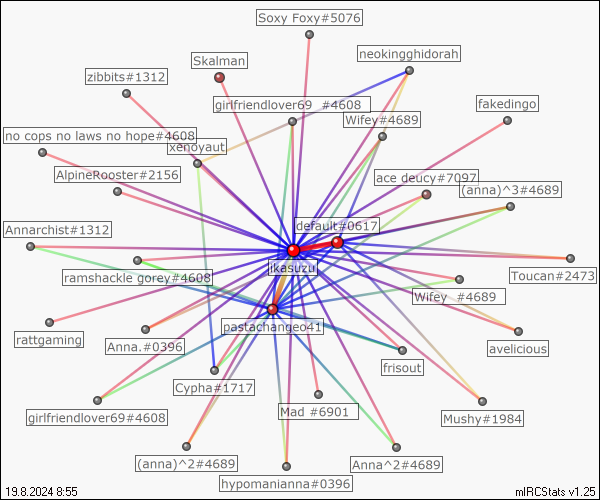 Soxy Foxy#5076
neokingghidorah
Skalman
zibbits#1312
girlfriendlover69 _#4608
fakedingo
Wifey#4689
no cops no laws no hope#4608
xenoyaut
AlpineRooster#2156
ace deucy#7097
(anna)^3#4689
default#0617
Annarchist#1312
ikasuzu
ramshackle gorey#4608
Toucan#2473
Wifey _#4689
pastachangeo41
rattgaming
Anna.#0396
avelicious
frisout
Cypha#1717
girlfriendlover69#4608
Mad #6901
Mushy#1984
(anna)^2#4689
Anna^2#4689
hypomanianna#0396
19.8.2024 8:55
mIRCStats v1.25